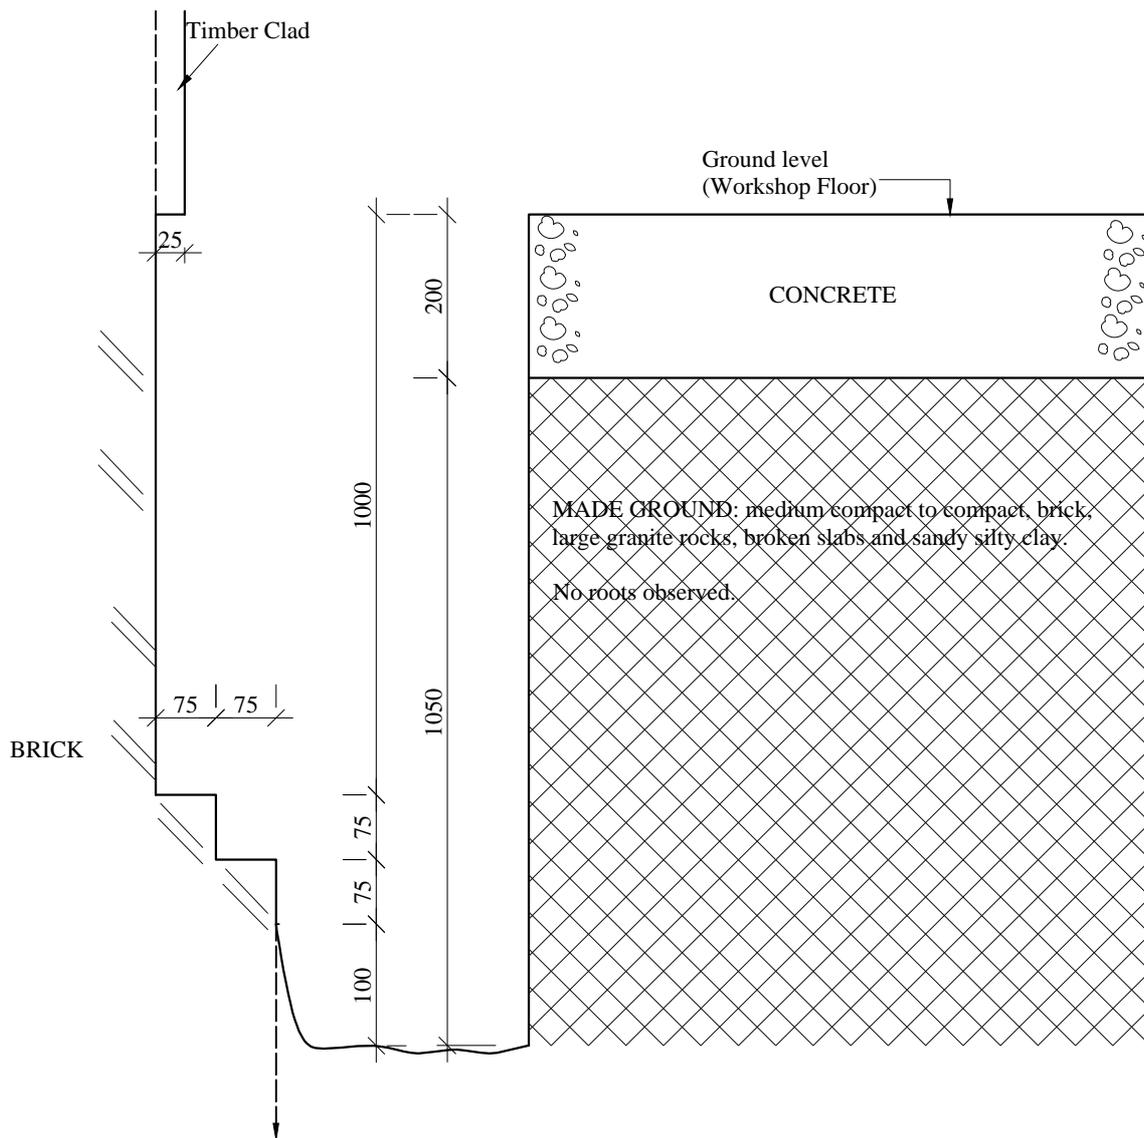 Timber Clad
Ground level
(Workshop Floor)
25
200
CONCRETE
1000
MADE GROUND: medium compact to compact, brick,
large granite rocks, broken slabs and sandy silty clay.
No roots observed.
75
75
1050
BRICK
75
75
100